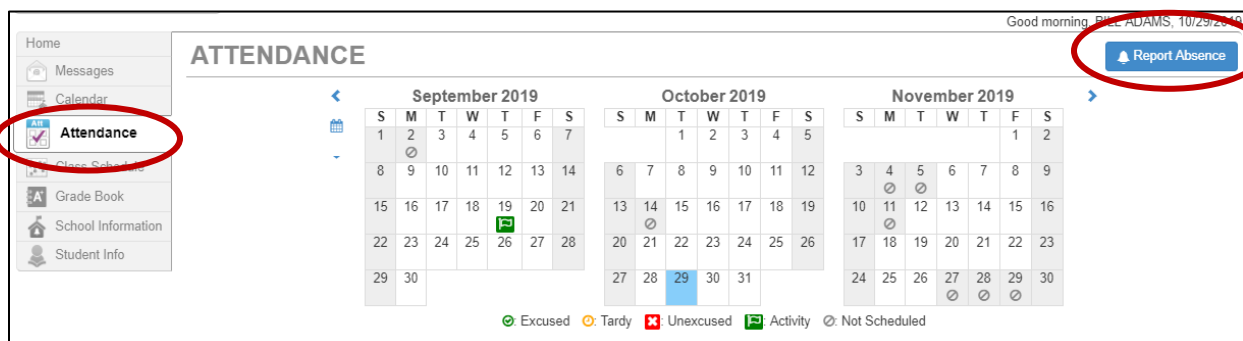 Good morning, BILL ADAMS, 10/29/2019
Home
Messages
Calendar
Attendance
Class Schedule
Grade Book
School Information
Student Info
ATTENDANCE
Report Absence
September 2019
S M T W T F S
1 2 3 4 5 6 7
8 9 10 11 12 13 14
15 16 17 18 19 20 21
22 23 24 25 26 27 28
29 30
October 2019
S M T W T F S
1 2 3 4 5
6 7 8 9 10 11 12
13 14 15 16 17 18 19
20 21 22 23 24 25 26
27 28 29 30 31
November 2019
S M T W T F S
1 2
3 4 5 6 7 8 9
10 11 12 13 14 15 16
17 18 19 20 21 22 23
24 25 26 27 28 29 30
: Excused : Tardy : Unexcused : Activity : Not Scheduled